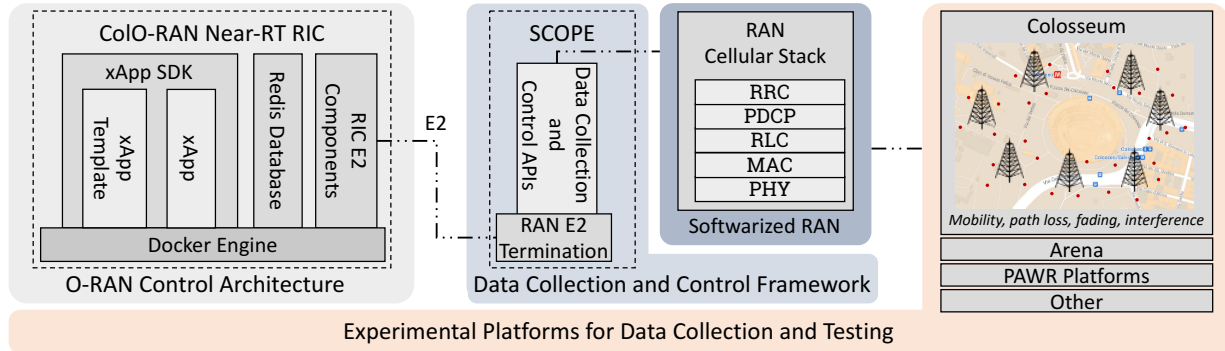 ColO-RAN Near-RT RIC
xApp SDK
xApp
Template
xApp
Redis Database
RIC E2
Components
Docker Engine
O-RAN Control Architecture
E2
SCOPE
Data Collection
and
Control APIs
RAN E2
Termination
Data Collection and Control Framework
RAN
Cellular Stack
RRC
PDCP
RLC
MAC
PHY
Softwarized RAN
Colosseum
Mobility, path loss, fading, interference
Arena
PAWR Platforms
Other
Experimental Platforms for Data Collection and Testing